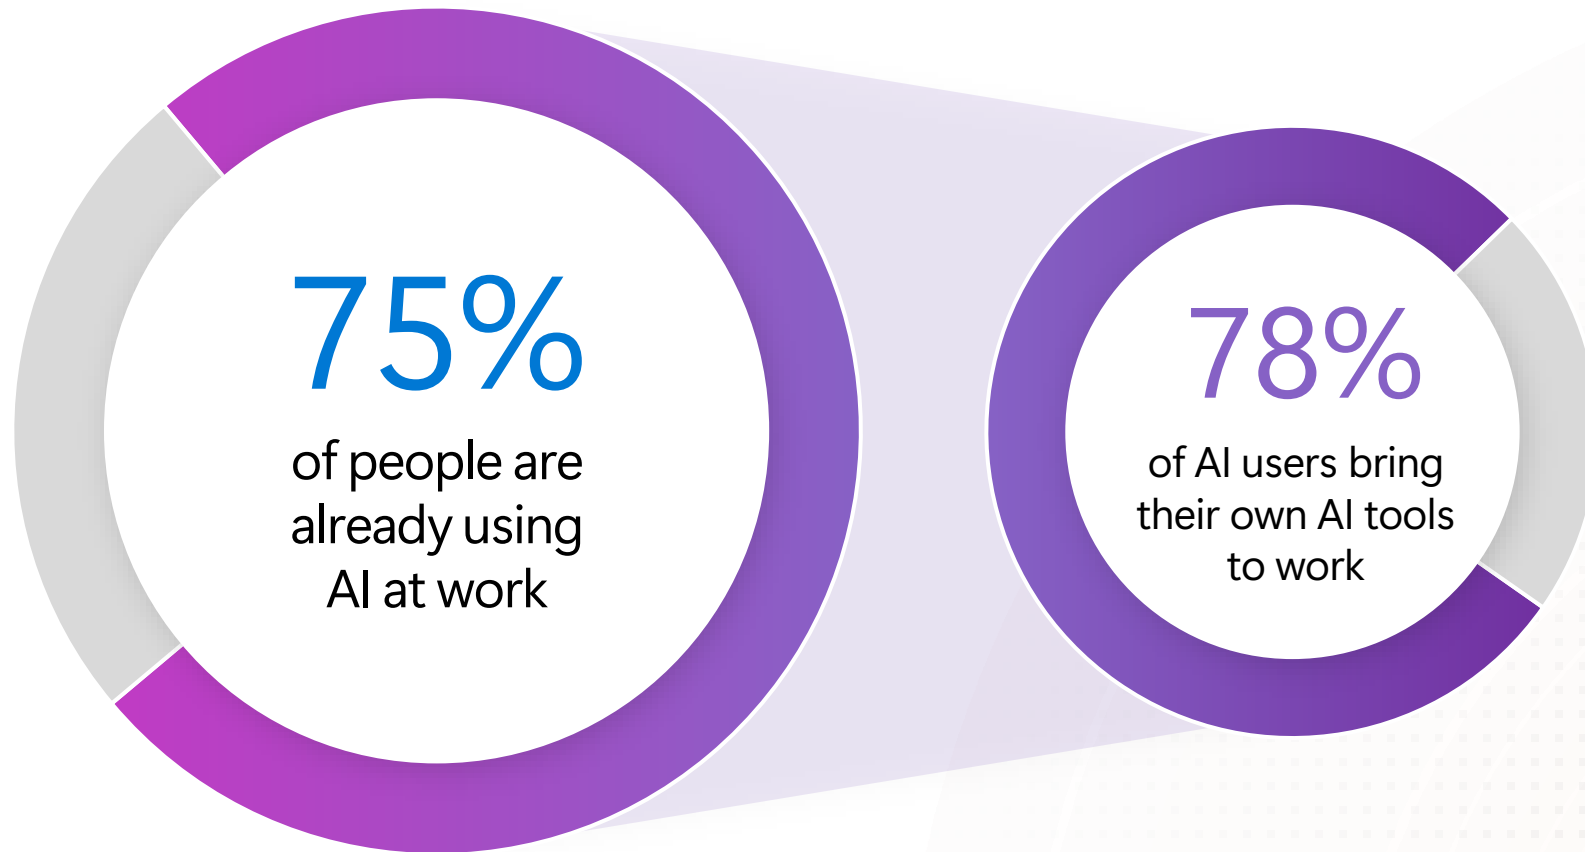 75%
of people are
already using
AI at work
78%
of AI users bring
their own AI tools
to work